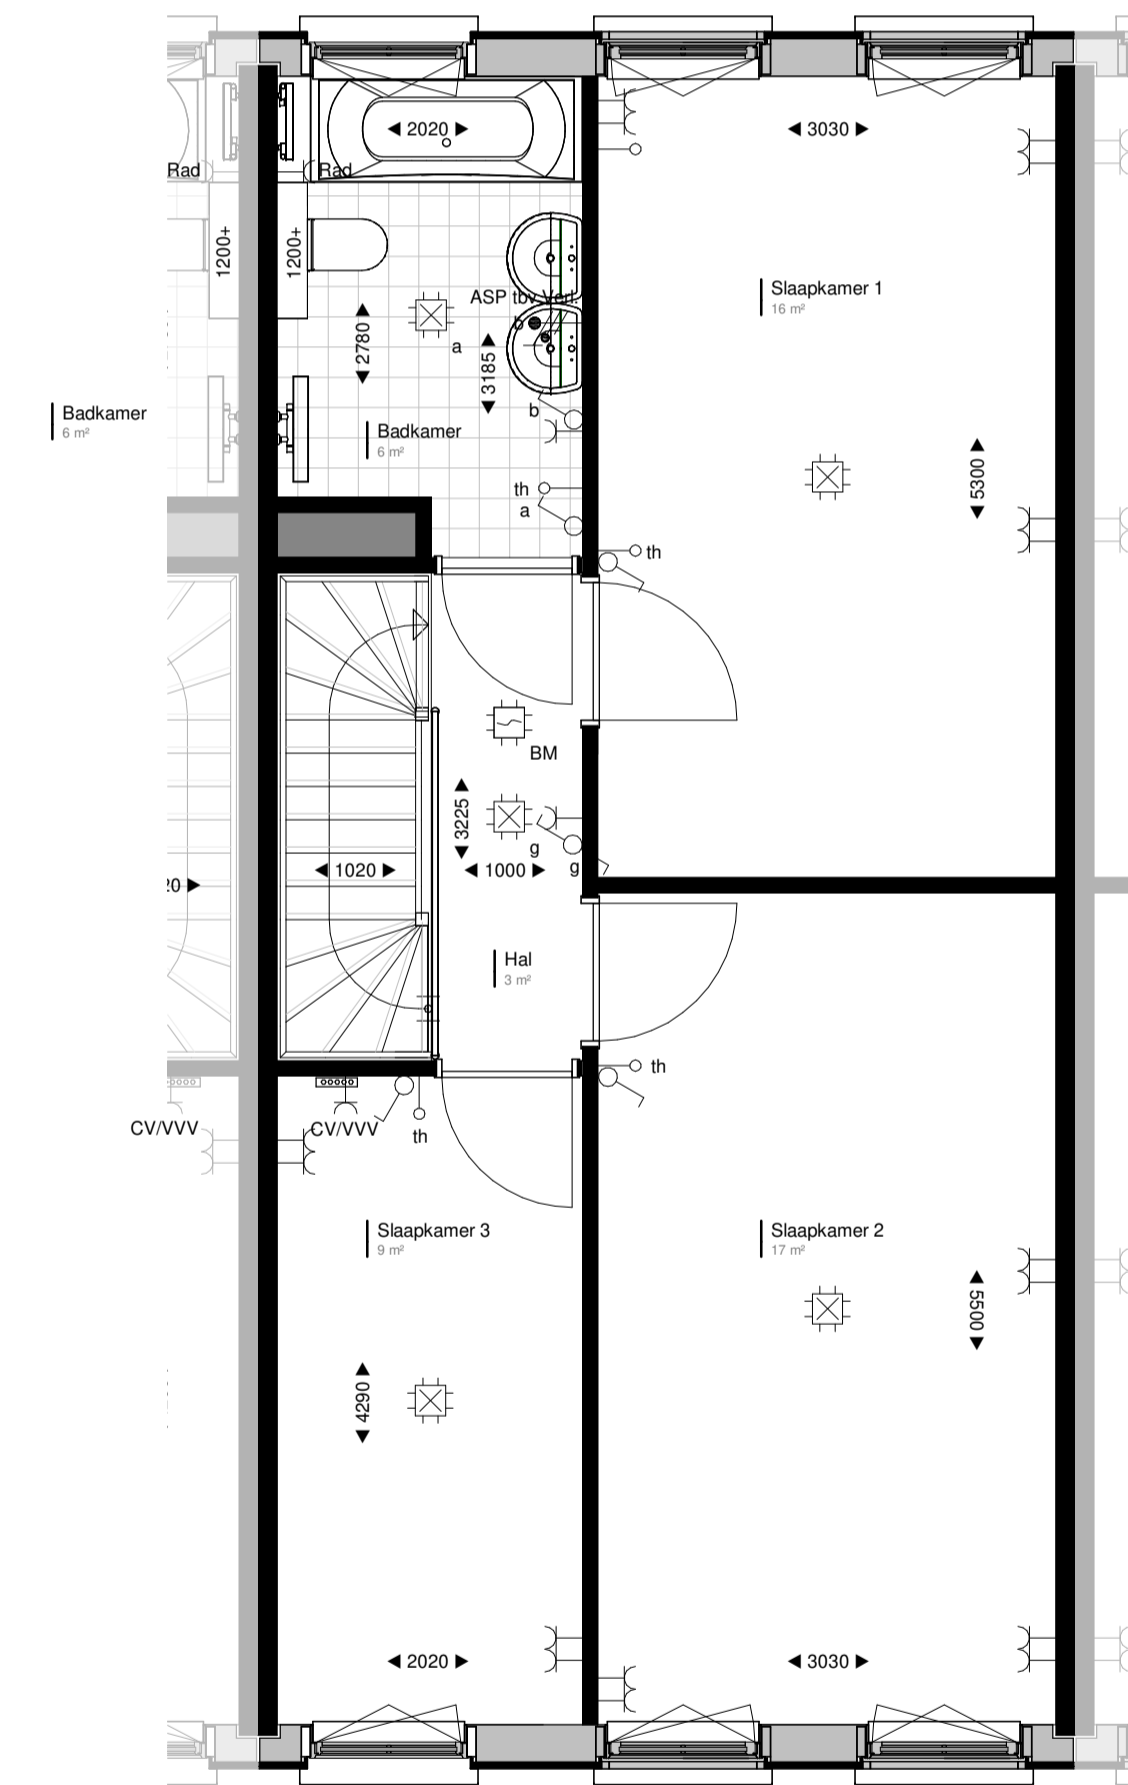 2020
3030
Rad
Rad
1200+
1200+
Slaapkamer 1
16 m²
ASP tbv Verl.
b
a
2780
3185
b
Badkamer
6 m²
Badkamer
6 m²
5300
th
a
th
BM
3225
g
g
20
1020
1000
Hal
3 m²
th
CV/VVV
CV/VVV
th
Slaapkamer 3
9 m²
Slaapkamer 2
17 m²
5500
4290
2020
3030